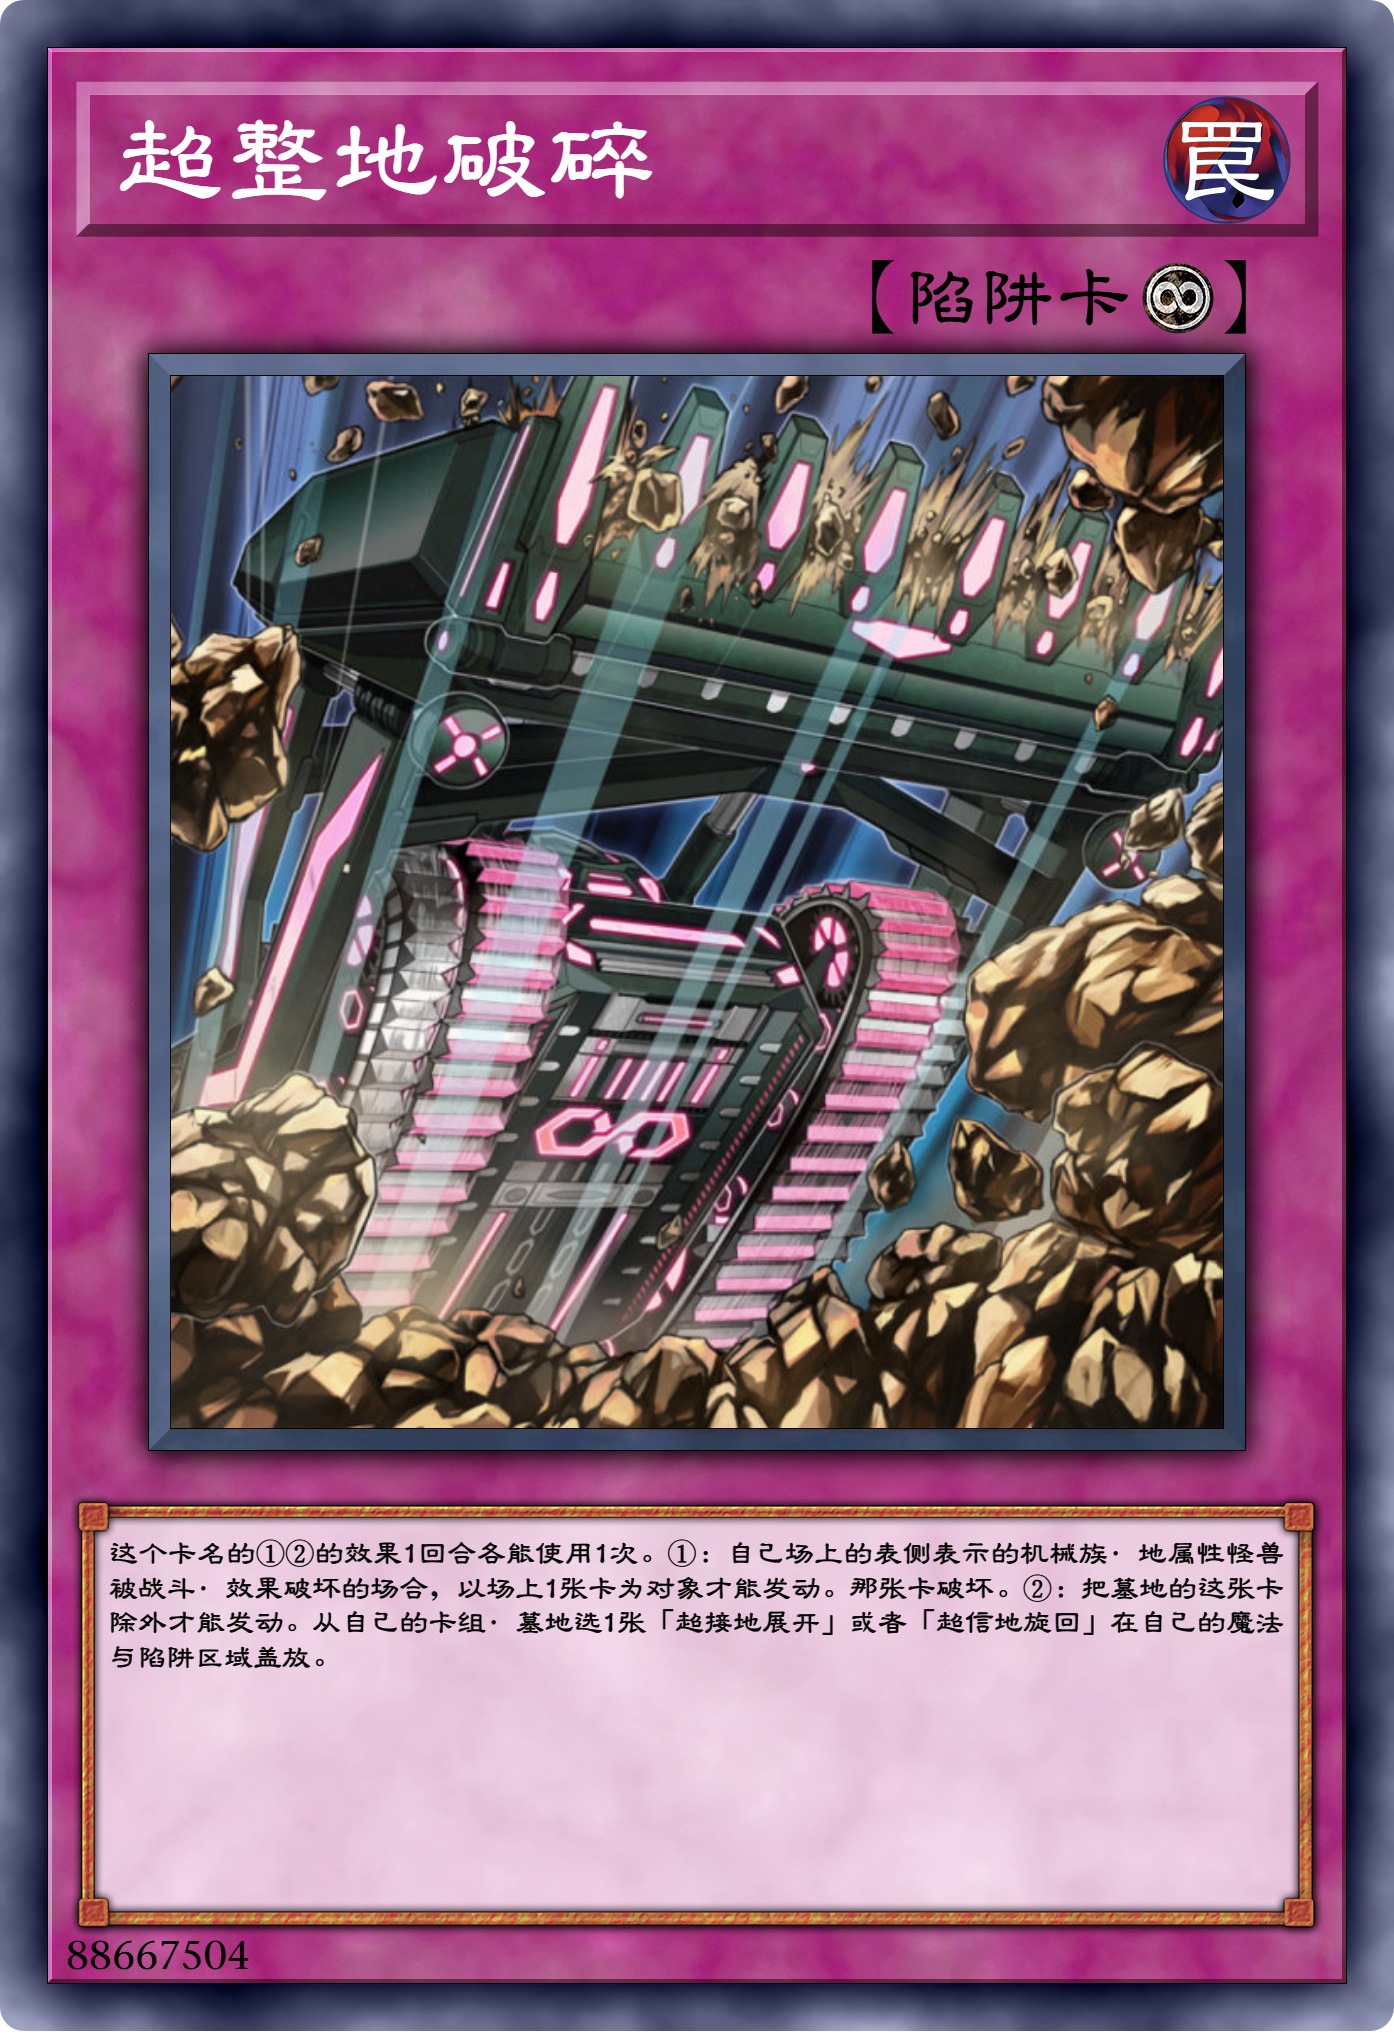 超整地破碎
罠
【陷阱卡】
这个卡名的①②的效果1回合各能使用1次。①：自己场上的表侧表示的机械族·地属性怪兽
被战斗·效果破坏的场合，以场上1张卡为对象才能发动。那张卡破坏。②：把墓地的这张卡
除外才能发动。从自己的卡组·墓地选1张「超接地展开」或者「超信地旋回」在自己的魔法
与陷阱区域盖放。
88667504